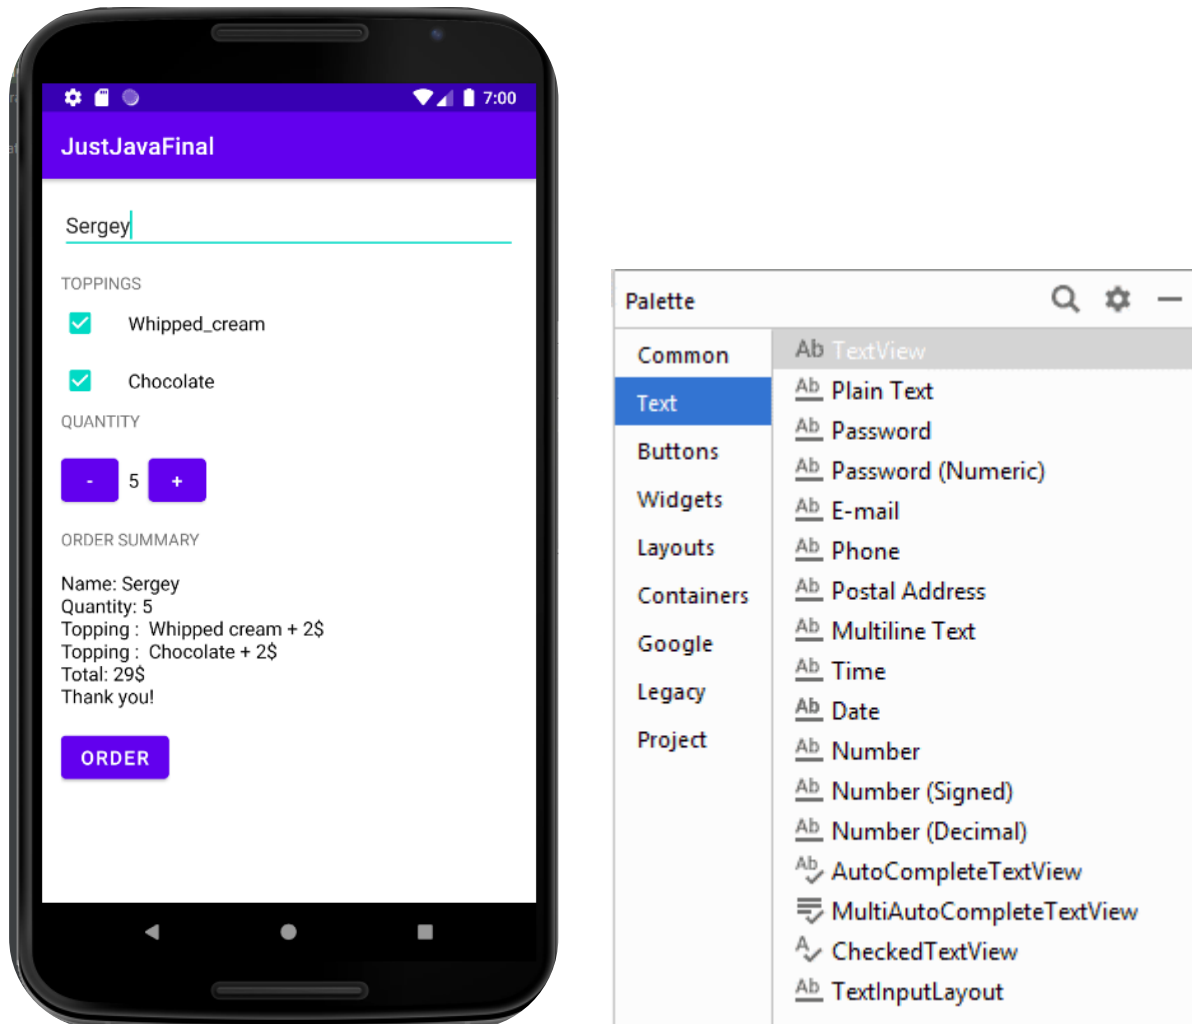 7:00
JustJavaFinal
Sergey
TOPPINGS
Whipped_cream
Chocolate
QUANTITY
- 5 +
ORDER SUMMARY
Name: Sergey
Quantity: 5
Topping :  Whipped cream + 2$
Topping :  Chocolate + 2$
Total: 29$
Thank you!
ORDER
Palette
Common
Text
Buttons
Widgets
Layouts
Containers
Google
Legacy
Project
Ab TextView
Ab Plain Text
Ab Password
Ab Password (Numeric)
Ab E-mail
Ab Phone
Ab Postal Address
Ab Multiline Text
Ab Time
Ab Date
Ab Number
Ab Number (Signed)
Ab Number (Decimal)
Ab AutoCompleteTextView
MultiAutoCompleteTextView
A CheckedTextView
Ab TextInputLayout